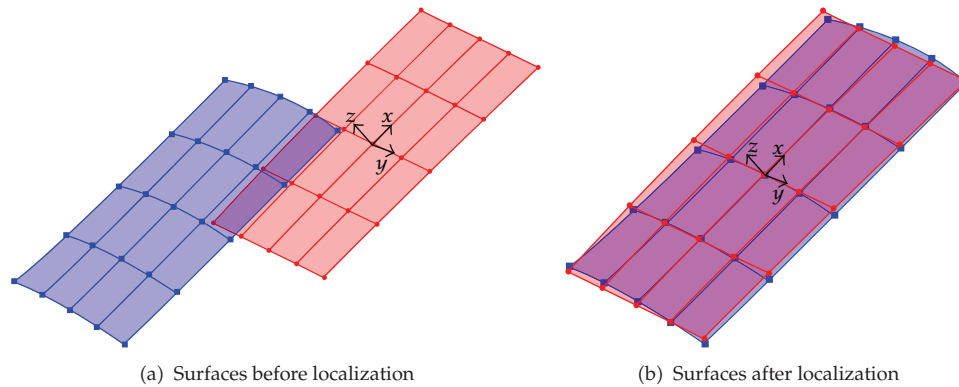 z x
y
z x
y
(a) Surfaces before localization
(b) Surfaces after localization